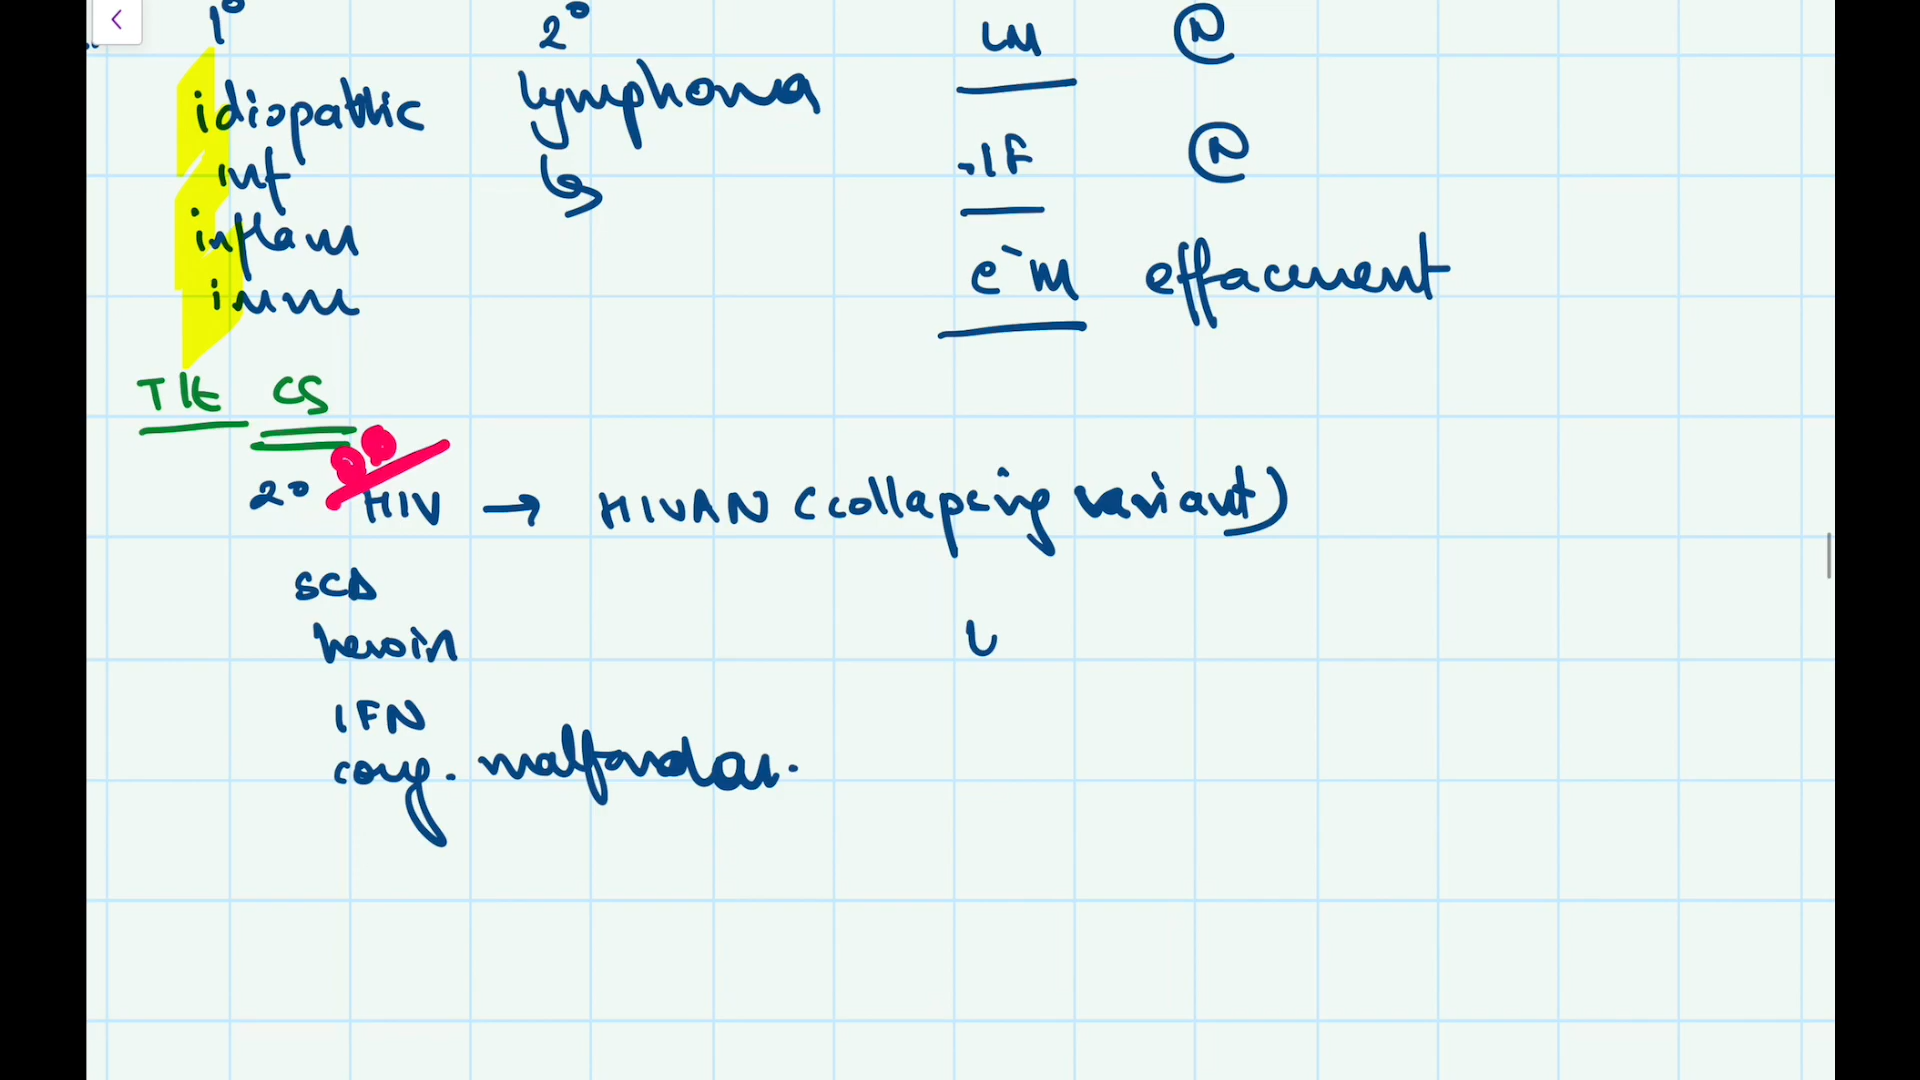 1° 2° LM Ⓝ
idiopathic lymphoma
inf IF Ⓝ
inflam
imm EM effacement
Tlt CS
2° HIV → HIVAN (collapsing variant)
SCD
heroin
IFN
cong. malformation.